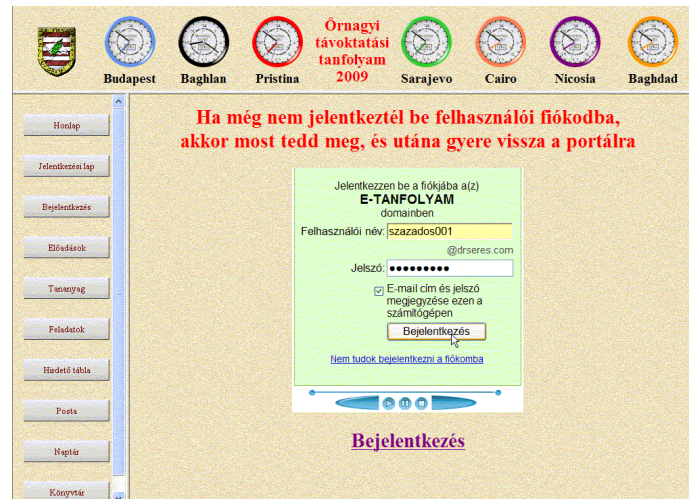 Őrnagyi
távoktatási
tanfolyam
2009
Budapest
Baghlan
Pristina
Sarajevo
Cairo
Nicosia
Baghdad
Honlap
Jelentkezési lap
Bejelentkezés
Előadások
Tananyag
Feladatok
Hirdető tábla
Posta
Naptár
Könyvtár
Ha még nem jelentkeztél be felhasználói fiókodba,
akkor most tedd meg, és utána gyere vissza a portálra
Jelentkezzen be a fiókjába a(z)
E-TANFOLYAM
domainben
Felhasználói név: szazados001
@drseres.com
Jelszó: ●●●●●●●●●
E-mail cím és jelszó
megjegyzése ezen a
számítógépen
Bejelentkezés
Nem tudok bejelentkezni a fiókomba
Bejelentkezés